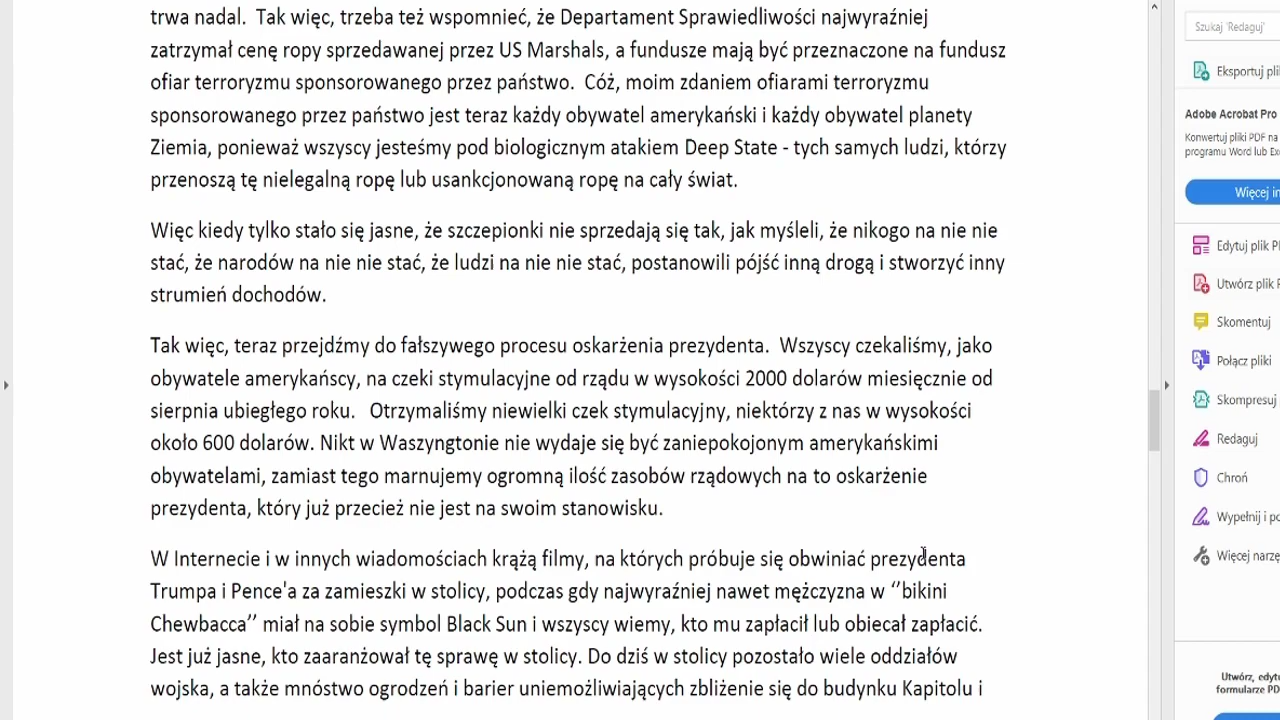 trwa nadal.  Tak więc, trzeba też wspomnieć, że Departament Sprawiedliwości najwyraźniej
zatrzymał cenę ropy sprzedawanej przez US Marshals, a fundusze mają być przeznaczone na fundusz
ofiar terroryzmu sponsorowanego przez państwo.  Cóż, moim zdaniem ofiarami terroryzmu
sponsorowanego przez państwo jest teraz każdy obywatel amerykański i każdy obywatel planety
Ziemia, ponieważ wszyscy jesteśmy pod biologicznym atakiem Deep State - tych samych ludzi, którzy
przenoszą tę nielegalną ropę lub usankcjonowaną ropę na cały świat.
Więc kiedy tylko stało się jasne, że szczepionki nie sprzedają się tak, jak myśleli, że nikogo na nie nie
stać, że narodów na nie nie stać, że ludzi na nie nie stać, postanowili pójść inną drogą i stworzyć inny
strumień dochodów.
Tak więc, teraz przejdźmy do fałszywego procesu oskarżenia prezydenta.  Wszyscy czekaliśmy, jako
obywatele amerykańscy, na czeki stymulacyjne od rządu w wysokości 2000 dolarów miesięcznie od
sierpnia ubiegłego roku.   Otrzymaliśmy niewielki czek stymulacyjny, niektórzy z nas w wysokości
około 600 dolarów. Nikt w Waszyngtonie nie wydaje się być zaniepokojonym amerykańskimi
obywatelami, zamiast tego marnujemy ogromną ilość zasobów rządowych na to oskarżenie
prezydenta, który już przecież nie jest na swoim stanowisku.
W Internecie i w innych wiadomościach krążą filmy, na których próbuje się obwiniać prezydenta
Trumpa i Pence'a za zamieszki w stolicy, podczas gdy najwyraźniej nawet mężczyzna w ‘’bikini
Chewbacca’’ miał na sobie symbol Black Sun i wszyscy wiemy, kto mu zapłacił lub obiecał zapłacić.
Jest już jasne, kto zaaranżował tę sprawę w stolicy. Do dziś w stolicy pozostało wiele oddziałów
wojska, a także mnóstwo ogrodzeń i barier uniemożliwiających zbliżenie się do budynku Kapitolu i
Szukaj 'Redaguj'
Eksportuj pli
Adobe Acrobat Pro
Konwertuj pliki PDF na
programu Word lub Exc
Więcej in
Edytuj plik P
Utwórz plik P
Skomentuj
Połącz pliki
Skompresuj
Redaguj
Chroń
Wypełnij i po
Więcej narzę
Utwórz, edytu
formularze PD